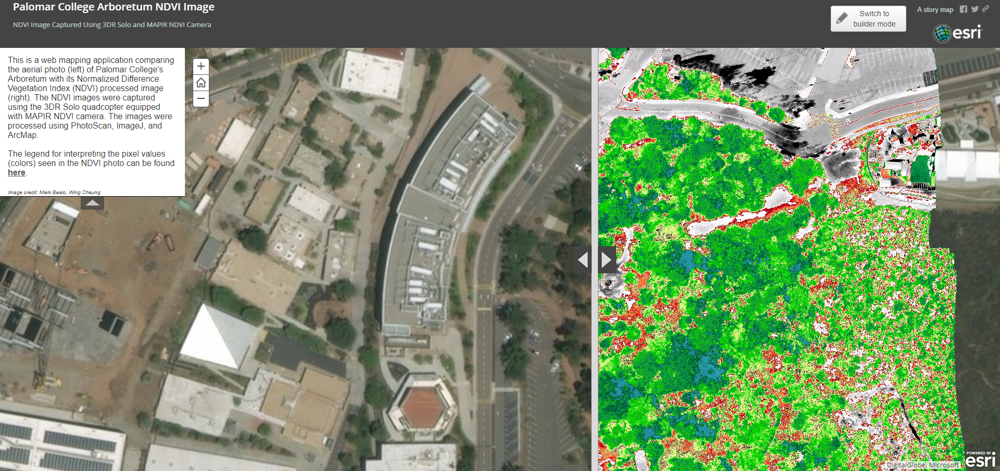 Palomar College Arboretum NDVI Image
NDVI Image Captured Using 3DR Solo and MAPIR NDVI Camera
Switch to
builder mode
A story map
esri
This is a web mapping application comparing
the aerial photo (left) of Palomar College's
Arboretum with its Normalized Difference
Vegetation Index (NDVI) processed image
(right). The NDVI images were captured
using the 3DR Solo quadcopter equipped
with MAPIR NDVI camera. The images were
processed using PhotoScan, ImageJ, and
ArcMap.
The legend for interpreting the pixel values
(colors) seen in the NDVI photo can be found
here.
Image credit: Mark Bealo, Wing Cheung
DigitalGlobe, Microsoft
POWERED BY
esri